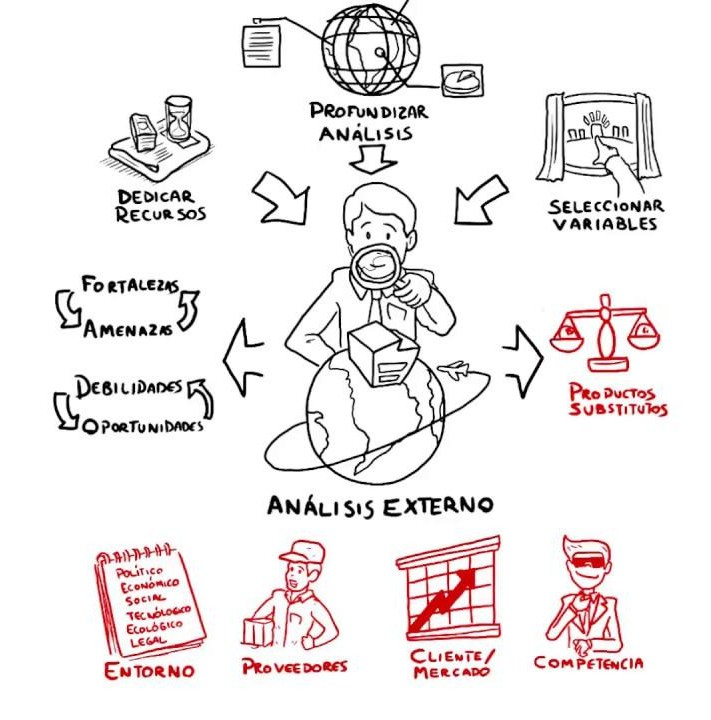 PROFUNDIZAR
ANÁLISIS
DEDICAR
RECURSOS
SELECCIONAR
VARIABLES
FORTALEZAS
AMENAZAS
DEBILIDADES
OPORTUNIDADES
PRODUCTOS
SUBSTITUTOS
ANÁLISIS EXTERNO
POLÍTICO
ECONÓMICO
SOCIAL
TECNÓLOGICO
ECOLÓGICO
LEGAL
ENTORNO
PROVEEDORES
CLIENTE/
MERCADO
COMPETENCIA